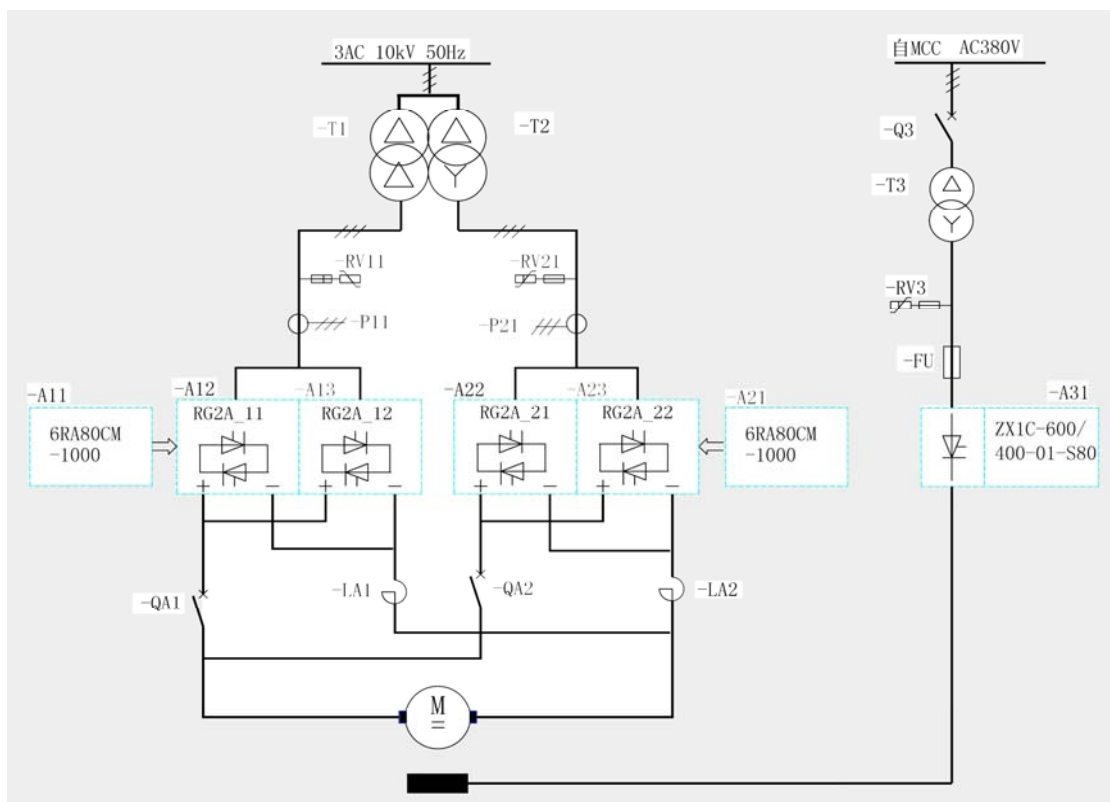 3AC 10kV 50Hz
自MCC AC380V
-T1
-T2
-Q3
-T3
-RV11
-RV21
-RV3
-P11
-P21
-FU
-A11
-A12
-A13
-A22
-A23
-A21
-A31
6RA80CM
-1000
RG2A_11
RG2A_12
RG2A_21
RG2A_22
6RA80CM
-1000
ZX1C-600/
400-01-S80
+ - + -
+ - + -
-QA1
-LA1
-QA2
-LA2
M
=